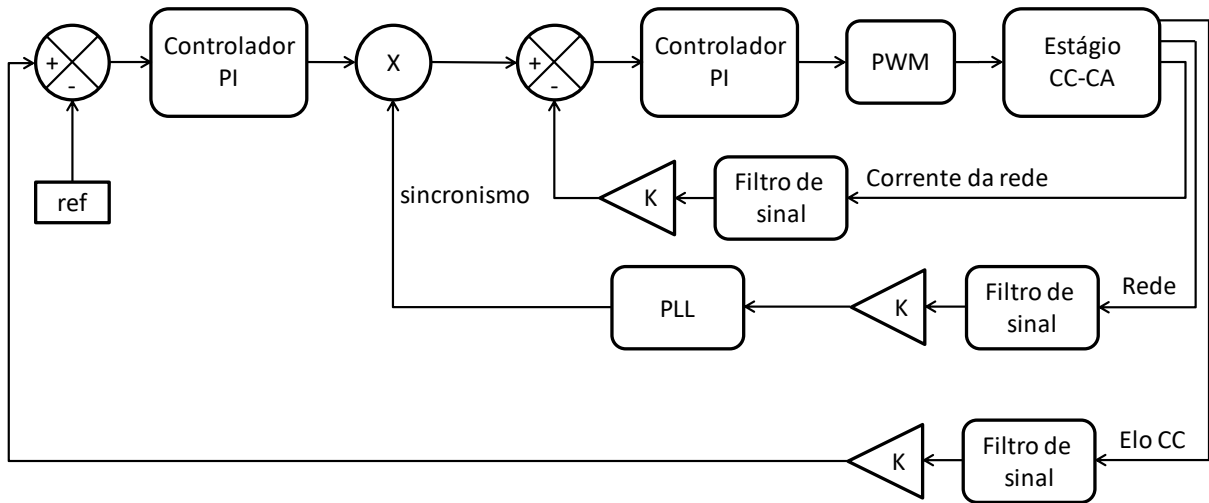 +
-
ref
Controlador
PI
X
+
-
Controlador
PI
PWM
Estágio
CC-CA
sincronismo
K
Filtro de
sinal
Corrente da rede
PLL
K
Filtro de
sinal
Rede
K
Filtro de
sinal
Elo CC